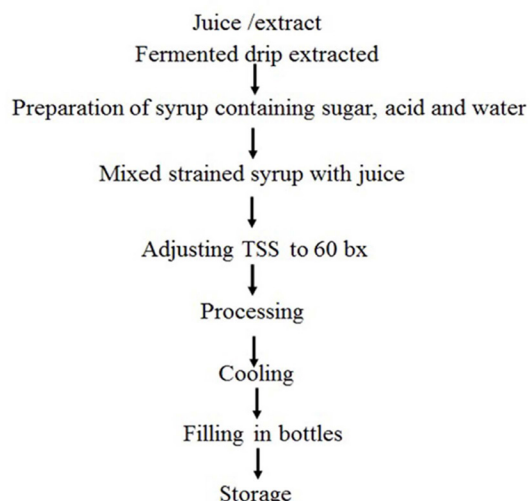 Juice /extract
Fermented drip extracted
Preparation of syrup containing sugar, acid and water
Mixed strained syrup with juice
Adjusting TSS to 60 bx
Processing
Cooling
Filling in bottles
Storage